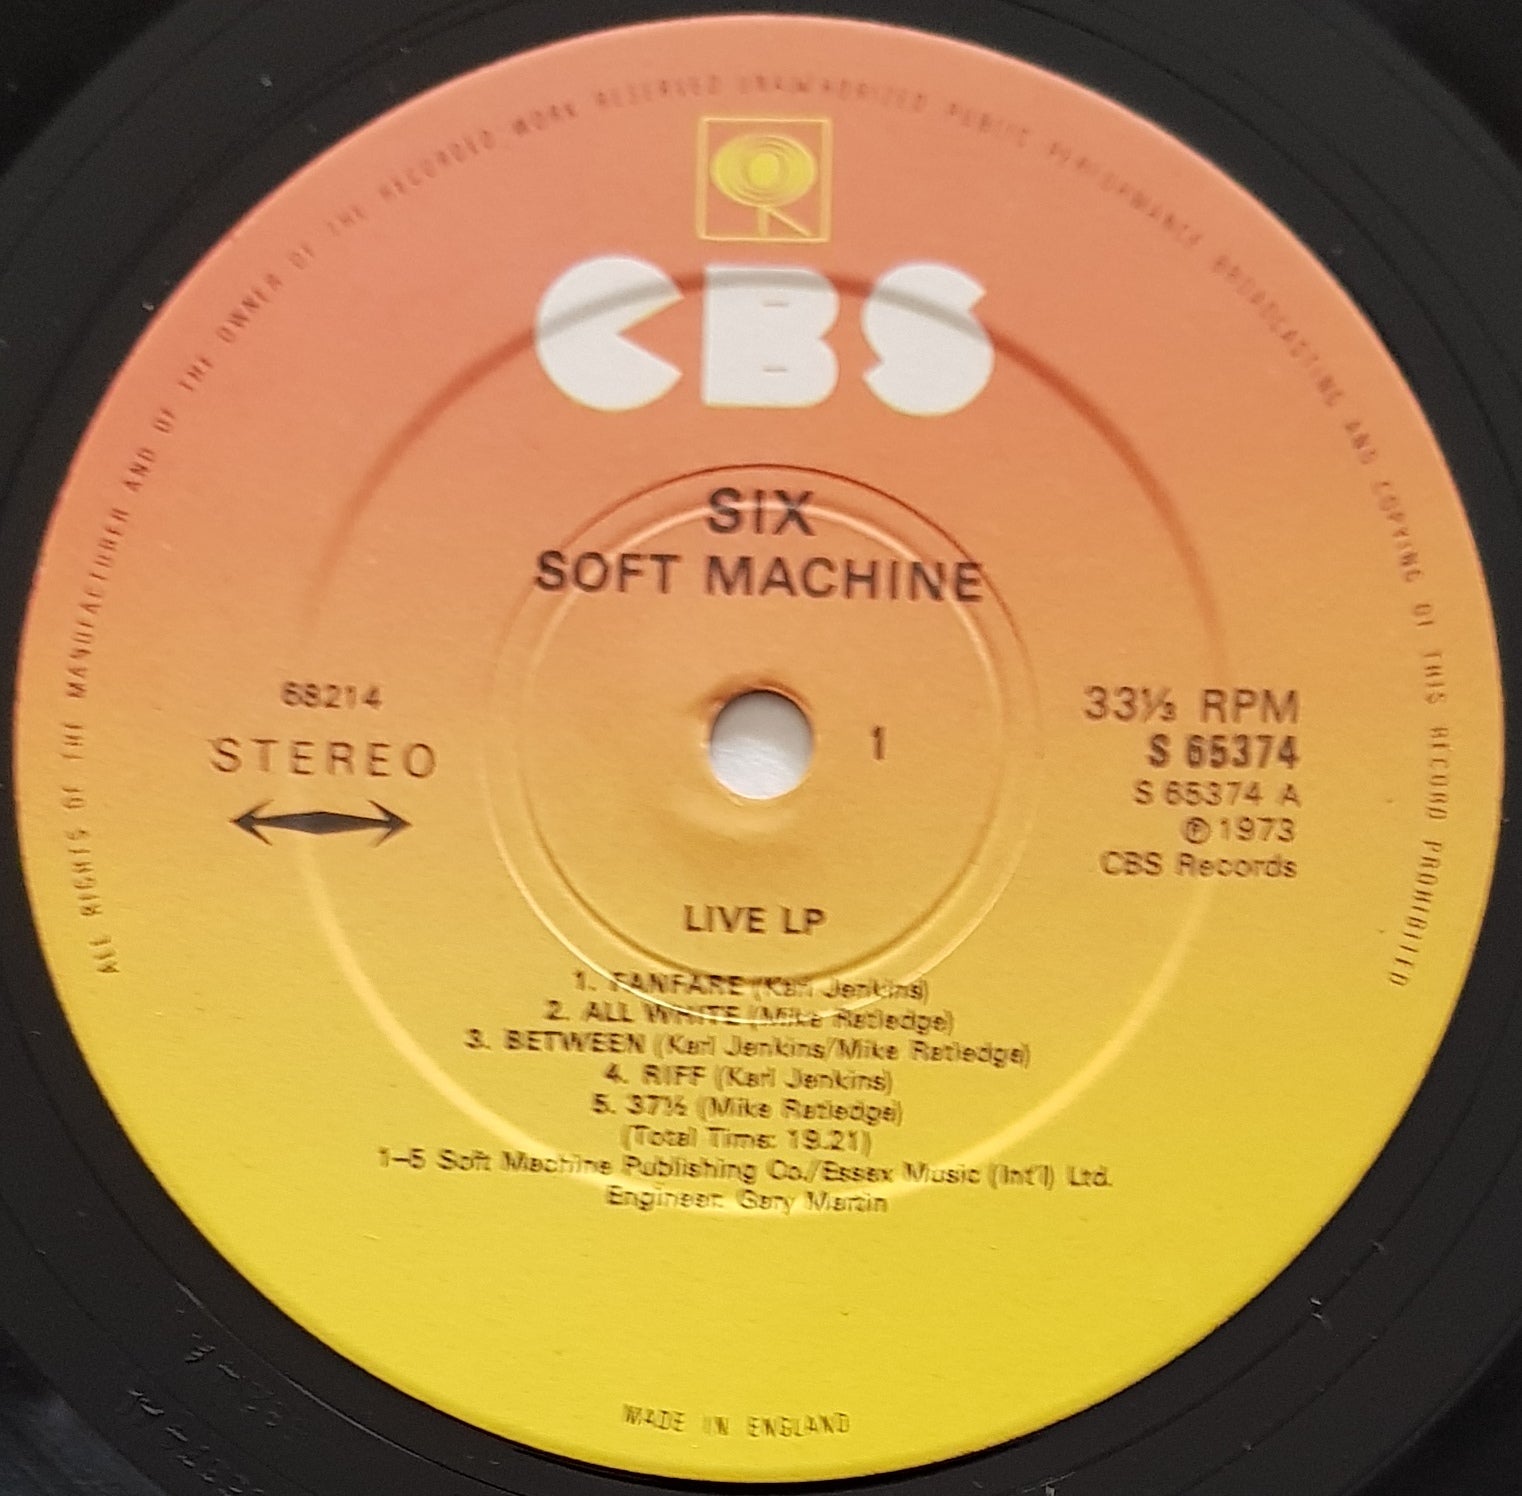 ALL RIGHTS OF THE MANUFACTURER AND OF THE OWNER OF THE RECORDED WORK RESERVED UNAUTHORIZED PUBLIC PERFORMANCE BROADCASTING AND COPYING OF THIS RECORD PROHIBITED
CBS
SIX
SOFT MACHINE
68214
STEREO
1
33⅓ RPM
S 65374
S 65374 A
℗ 1973
CBS Records
LIVE LP
1. FANFARE (Karl Jenkins)
2. ALL WHITE (Mike Ratledge)
3. BETWEEN (Karl Jenkins/Mike Ratledge)
4. RIFF (Karl Jenkins)
5. 37½ (Mike Ratledge)
(Total Time: 19.21)
1–5 Soft Machine Publishing Co./Essex Music (Int'l) Ltd.
Engineer: Gary Martin
MADE IN ENGLAND